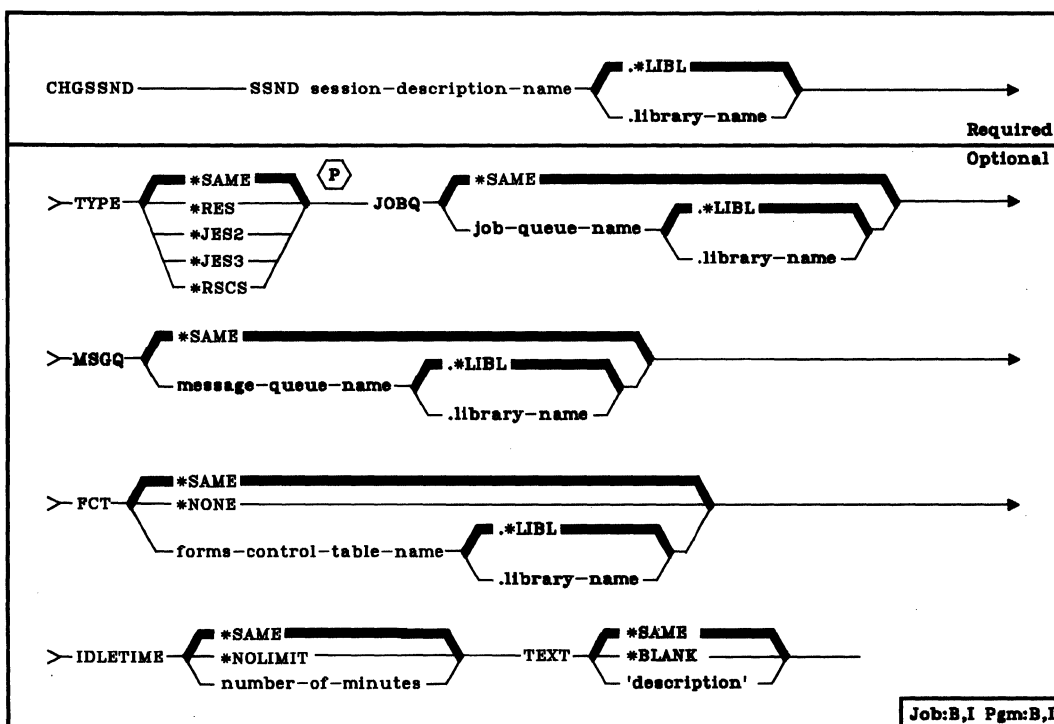 .*LIBL
CHGSSND SSND session-description-name
.library-name
Required
Optional
P
TYPE *SAME JOBQ *SAME
*RES .*LIBL
*JES2 job-queue-name
*JES3 .library-name
*RSCS
*SAME
MSGQ .*LIBL
message-queue-name
.library-name
*SAME
FCT *NONE
.*LIBL
forms-control-table-name
.library-name
*SAME *SAME
IDLETIME *NOLIMIT TEXT *BLANK
number-of-minutes 'description'
Job:B,I Pgm:B,I